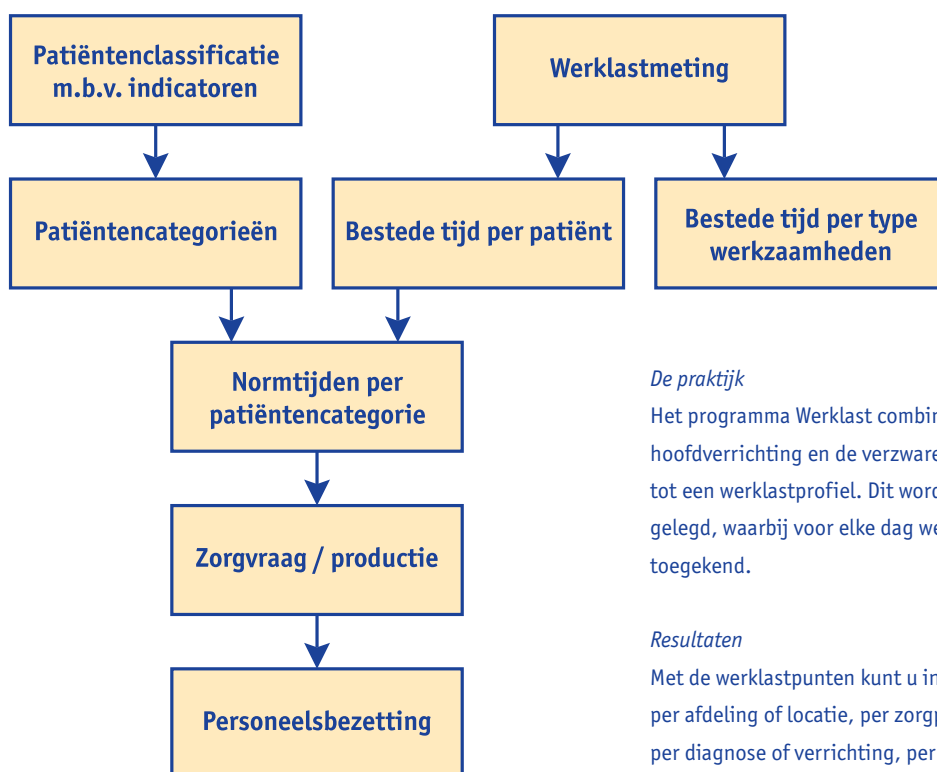 Patiëntenclassificatie
m.b.v. indicatoren
Werklastmeting
Patiëntencategorieën
Bestede tijd per patiënt
Bestede tijd per type
werkzaamheden
Normtijden per
patiëntencategorie
Zorgvraag / productie
Personeelsbezetting
De praktijk
Het programma Werklast
hoofdverrichting en de
tot een werklastprofiel. Dit
gelegd, waarbij voor elke dag
toegekend.
Resultaten
Met de werklastpunten kunt u
per afdeling of locatie, per
per diagnose of verrichting, per